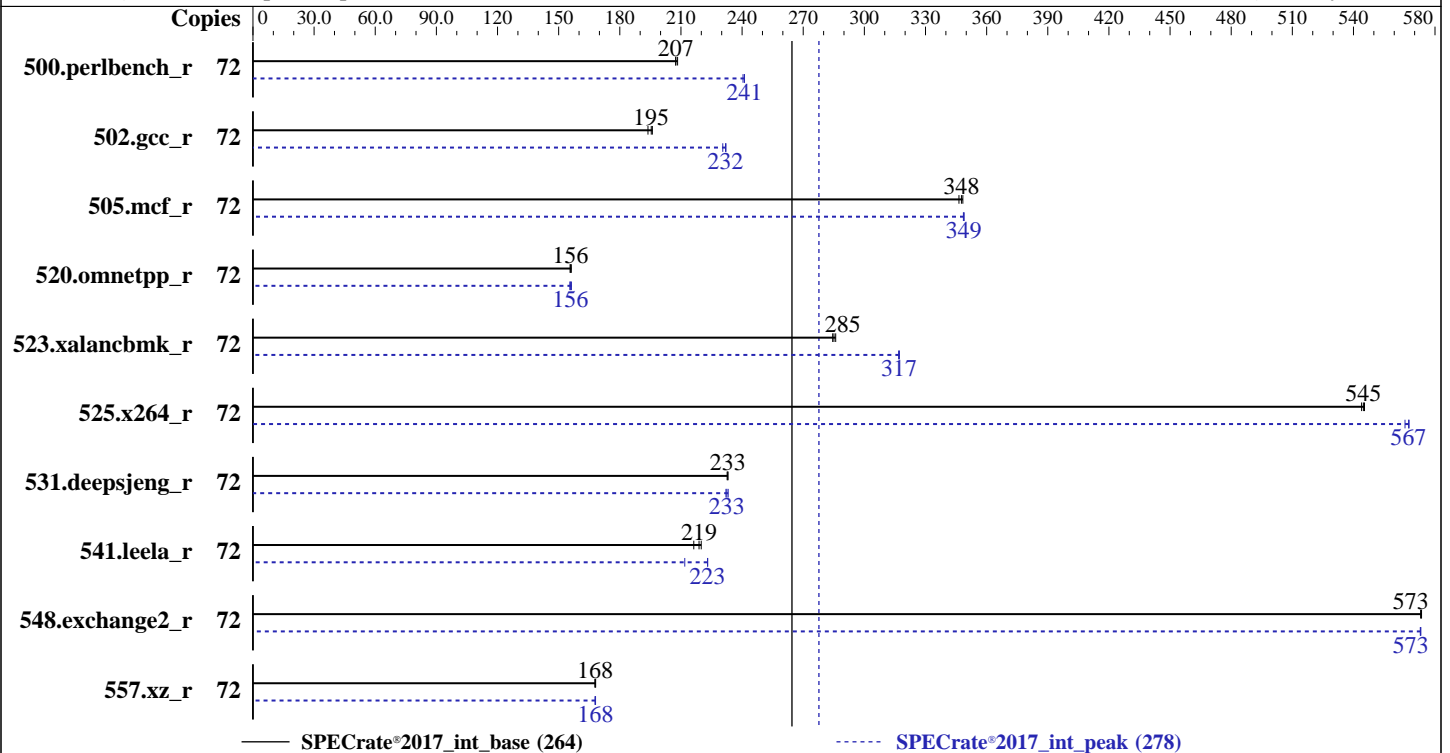 Copies 0 30.0 60.0 90.0 120 150 180 210 240 270 300 330 360 390 420 450 480 510 540 580
500.perlbench_r 72 207
241
502.gcc_r 72 195
232
505.mcf_r 72 348
349
520.omnetpp_r 72 156
156
523.xalancbmk_r 72 285
317
525.x264_r 72 545
567
531.deepsjeng_r 72 233
233
541.leela_r 72 219
223
548.exchange2_r 72 573
573
557.xz_r 72 168
168
SPECrate®2017_int_base (264) SPECrate®2017_int_peak (278)